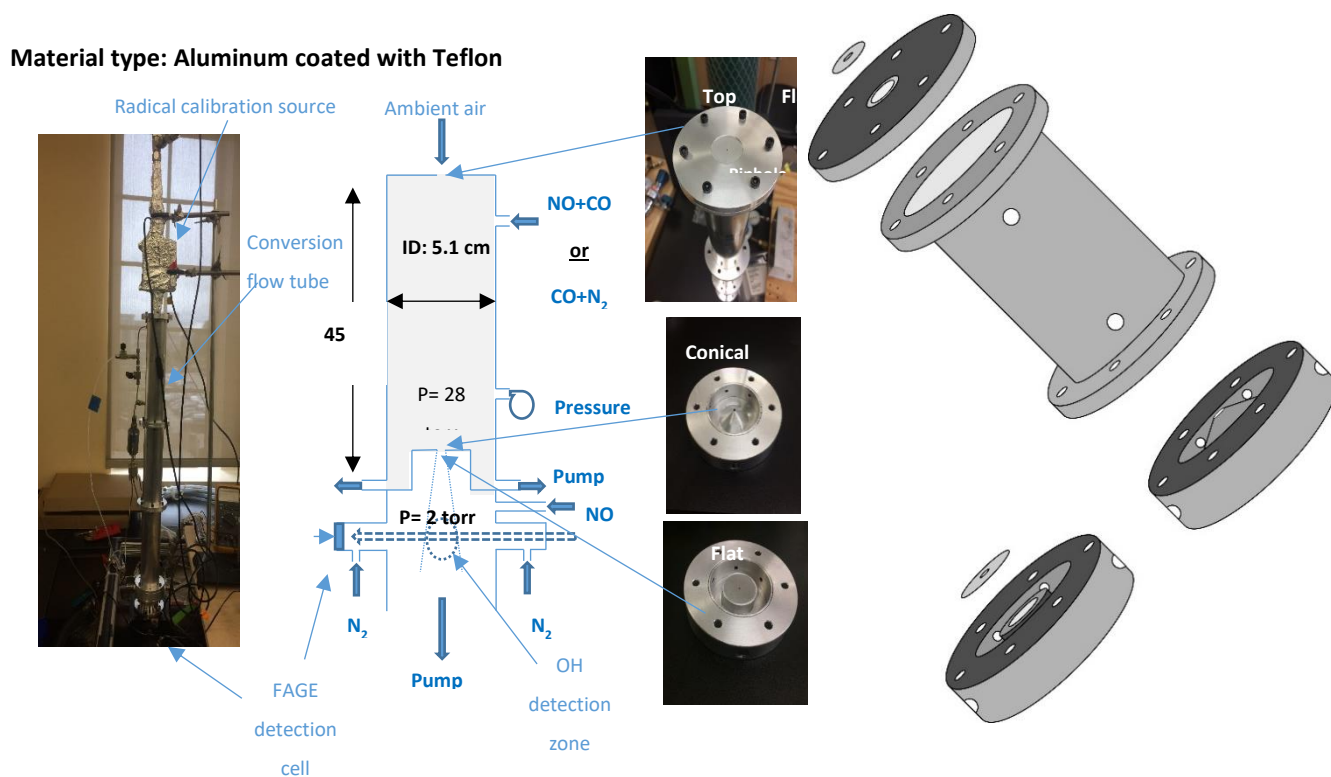 Material type: Aluminum coated with Teflon
Radical calibration source
Ambient air
Top
Fl
NO+CO
ID: 5.1 cm
or
Conversion
flow tube
CO+N2
45
Conical
P= 28
Pressure
Pump
NO
P= 2 torr
Flat
N2
N2
Pump
OH
FAGE
detection
detection
zone
cell